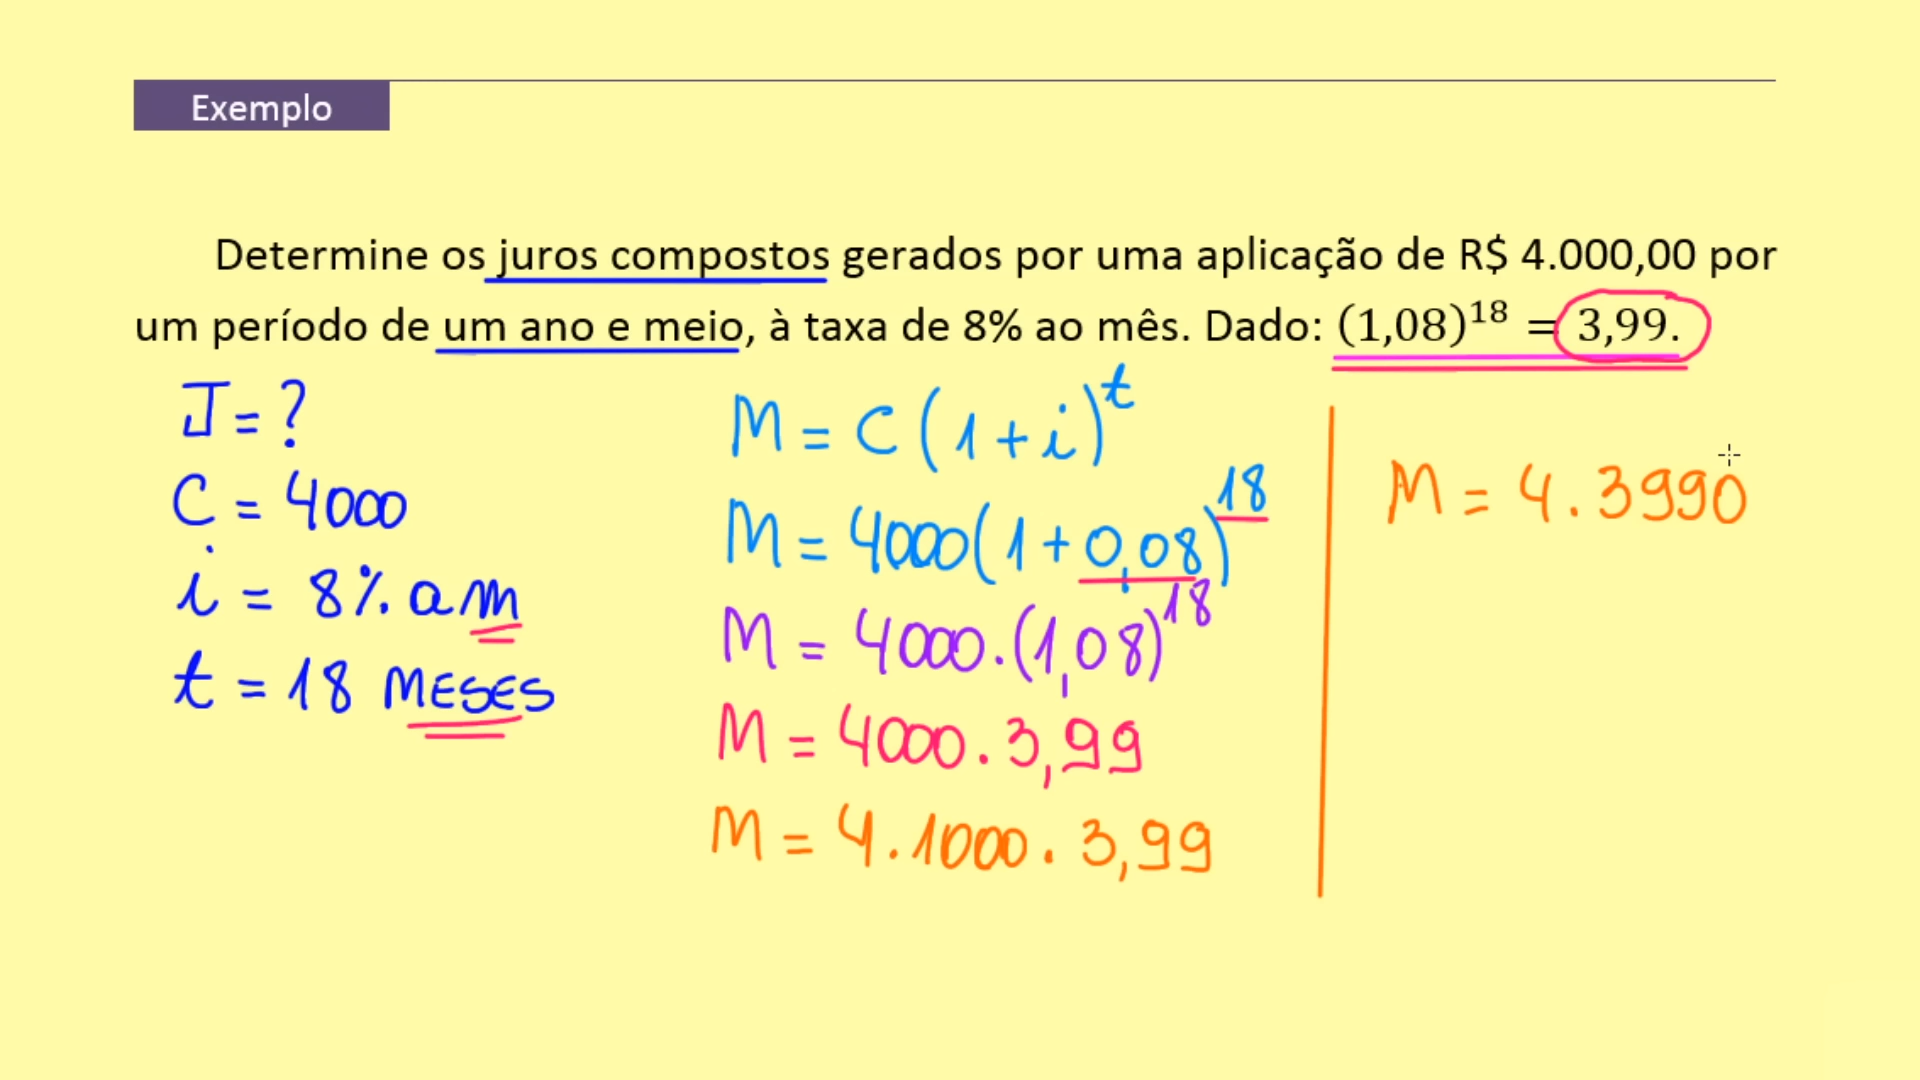 Exemplo
Determine os juros compostos gerados por uma aplicação de R$ 4.000,00 por
um período de um ano e meio, à taxa de 8% ao mês. Dado: (1,08)¹⁸ = 3,99.
J = ?
C = 4000
i = 8% am
t = 18 MESES
M = C(1+i)ᵗ
M = 4000(1+0,08)¹⁸
M = 4000.(1,08)¹⁸
M = 4000.3,99
M = 4.1000.3,99
M = 4.3990